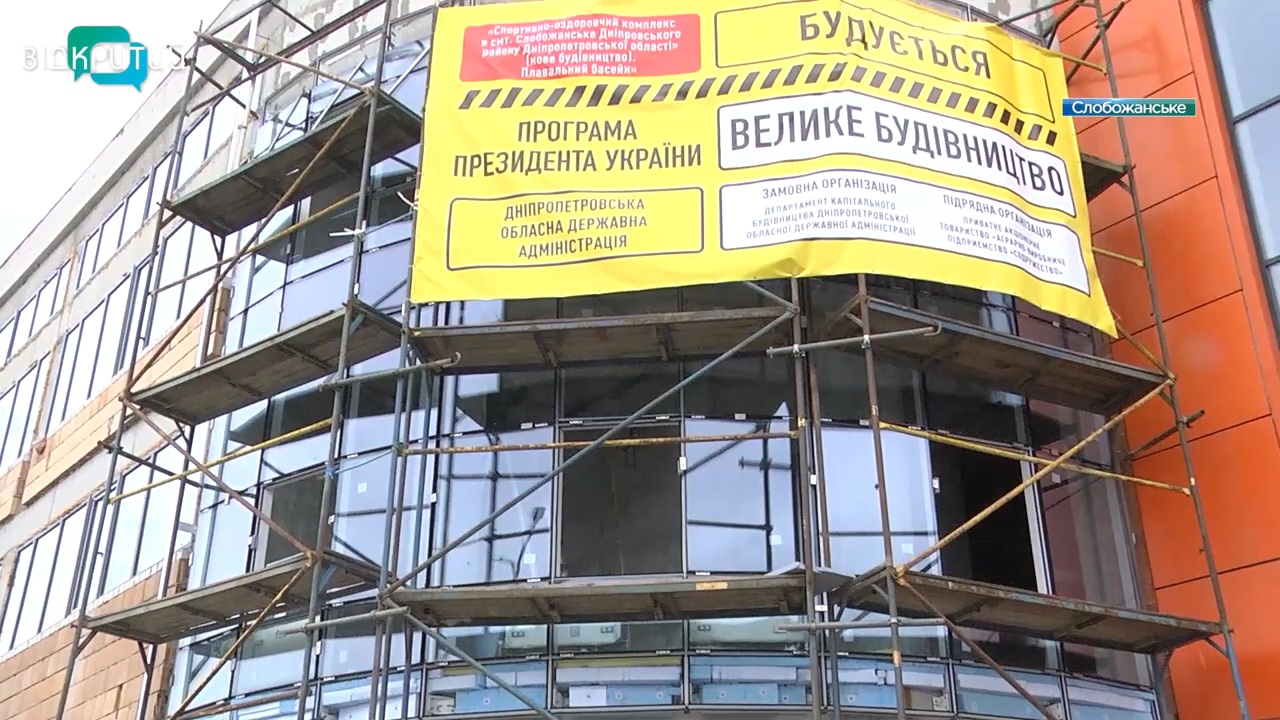 ВІДКРИТИЙ
«Спортивно-оздоровчий комплекс
в смт. Слобожанське Дніпровського
району Дніпропетровської області»
(нове будівництво).
Плавальний басейн»
БУДУЄТЬСЯ
ПРОГРАМА
ПРЕЗИДЕНТА УКРАЇНИ
ВЕЛИКЕ БУДІВНИЦТВО
ДНІПРОПЕТРОВСЬКА
ОБЛАСНА ДЕРЖАВНА
АДМІНІСТРАЦІЯ
ЗАМОВНА ОРГАНІЗАЦІЯ
ДЕПАРТАМЕНТ КАПІТАЛЬНОГО
БУДІВНИЦТВА ДНІПРОПЕТРОВСЬКОЇ
ОБЛАСНОЇ ДЕРЖАВНОЇ АДМІНІСТРАЦІЇ
ПІДРЯДНА ОРГАНІЗАЦІЯ
ПРИВАТНЕ АКЦІОНЕРНЕ
ТОВАРИСТВО «АГРАРНО-ВИРОБНИЧЕ
ПІДПРИЄМСТВО «СОДРУЖЕСТВО»
Слобожанське